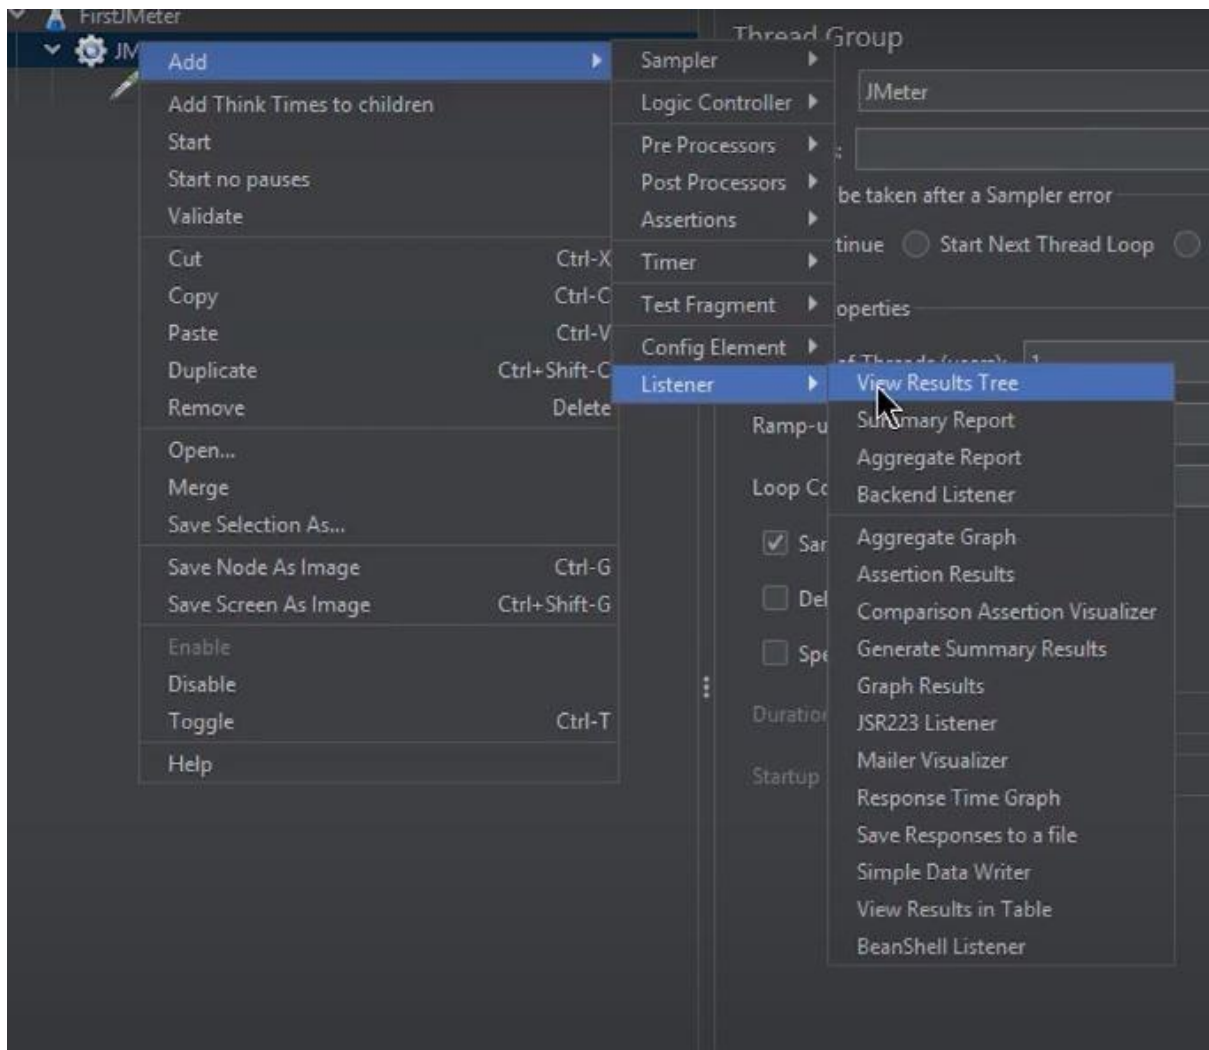 FirstJMeter
JM
Add
Add Think Times to children
Start
Start no pauses
Validate
Cut Ctrl-X
Copy Ctrl-C
Paste Ctrl-V
Duplicate Ctrl+Shift-C
Remove Delete
Open...
Merge
Save Selection As...
Save Node As Image Ctrl-G
Save Screen As Image Ctrl+Shift-G
Enable
Disable
Toggle Ctrl-T
Help
Sampler
Logic Controller
Pre Processors
Post Processors
Assertions
Timer
Test Fragment
Config Element
Listener
View Results Tree
Summary Report
Aggregate Report
Backend Listener
Aggregate Graph
Assertion Results
Comparison Assertion Visualizer
Generate Summary Results
Graph Results
JSR223 Listener
Mailer Visualizer
Response Time Graph
Save Responses to a file
Simple Data Writer
View Results in Table
BeanShell Listener
Thread Group
JMeter
:
be taken after a Sampler error
tinue Start Next Thread Loop
operties
of Threads (users): 1
Ramp-u
Loop Co
Sar
Del
Spe
Duration
Startup